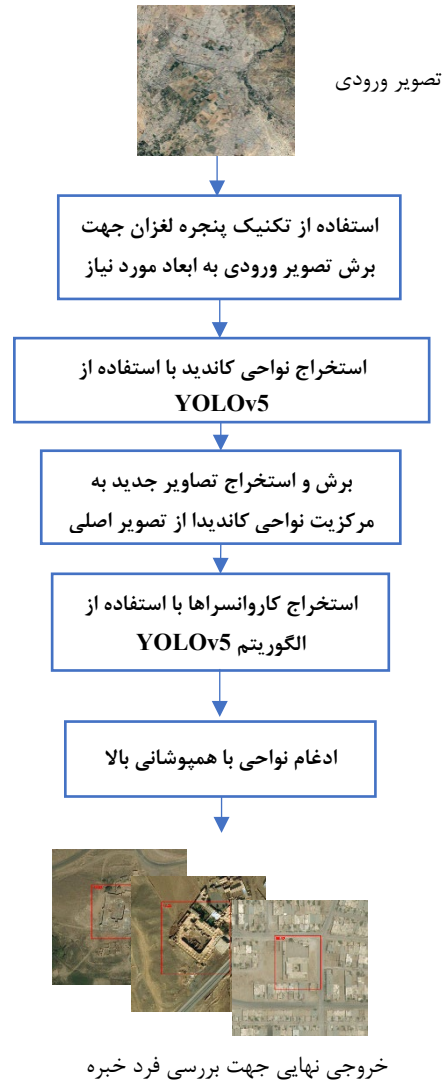 تصویر ورودی
استفاده از تکنیک پنجره لغزان جهت
برش تصویر ورودی به ابعاد مورد نیاز
استخراج نواحی کاندید با استفاده از
YOLOv5
برش و استخراج تصاویر جدید به
مرکزیت نواحی کاندیدا از تصویر اصلی
استخراج کاروانسراها با استفاده از
الگوریتم YOLOv5
ادغام نواحی با همپوشانی بالا
خروجی نهایی جهت بررسی فرد خبره